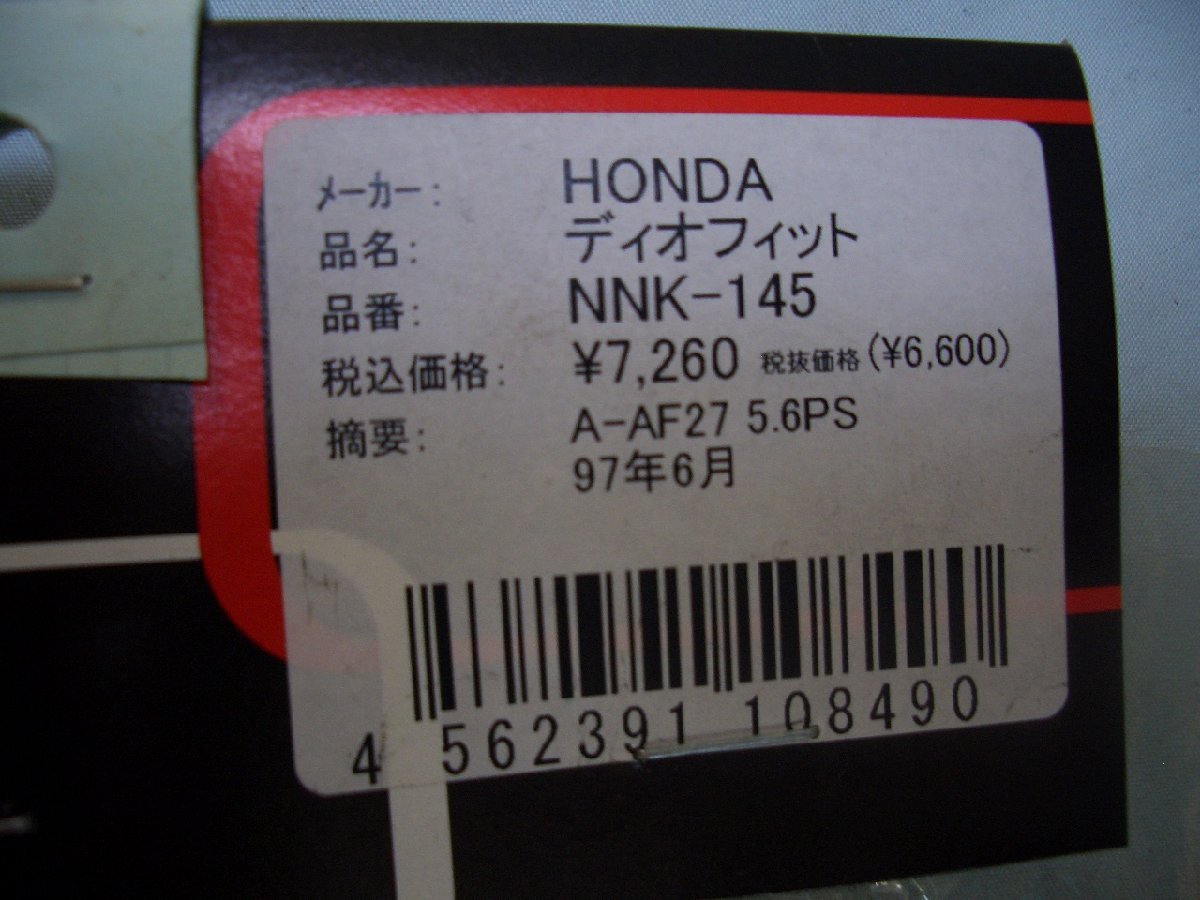 メーカー: HONDA
品名: ディオフィット
品番: NNK-145
税込価格: ¥7,260 税抜価格 (¥6,600)
摘要: A-AF27 5.6PS
97年6月
4 562391 108490